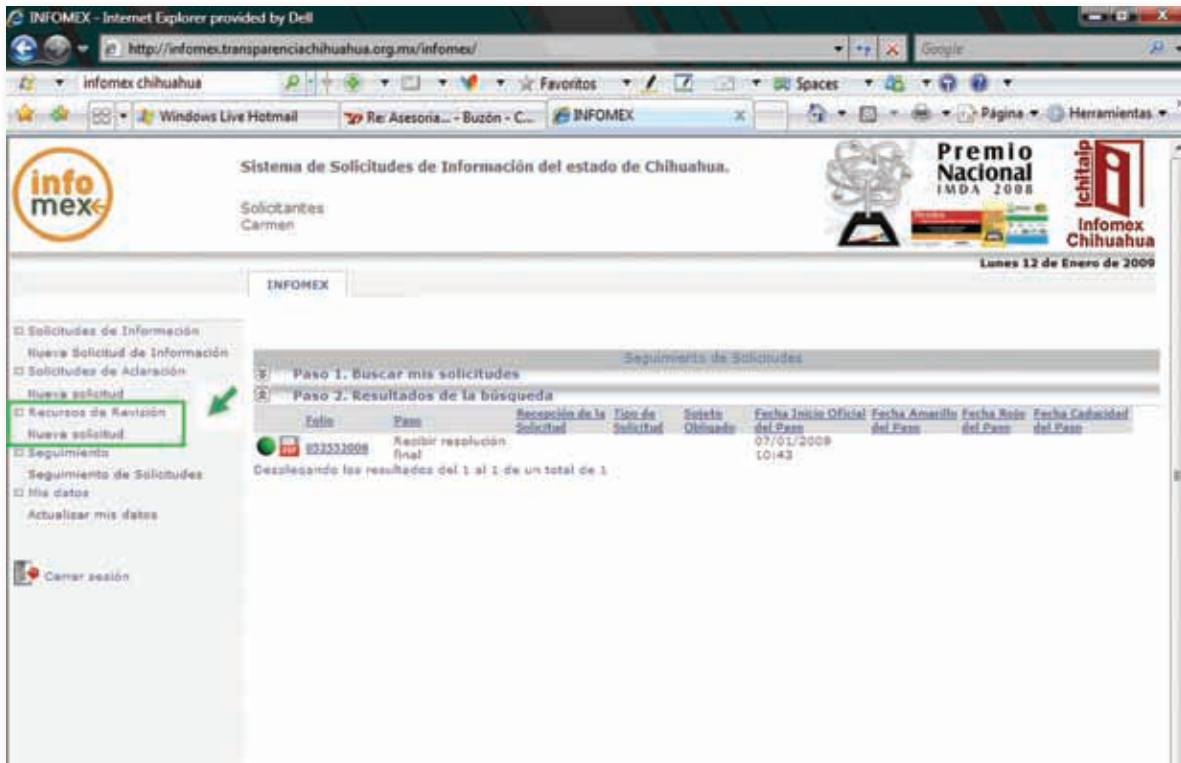 INFOMEX - Internet Explorer provided by Dell
http://infomex.transparenciachihuahua.org.mx/infomex/
Google
infomex chihuahua
Favoritos
Spaces
Windows Live Hotmail
Re: Asesoria... - Buzón - C...
INFOMEX
Página
Herramientas
info
mex
Sistema de Solicitudes de Información del estado de Chihuahua.
Solicitantes
Carmen
Premio
Nacional
IMDA 2008
Ichitaip
Infomex
Chihuahua
Lunes 12 de Enero de 2009
INFOMEX
Solicitudes de Información
Nueva Solicitud de Información
Solicitudes de Aclaración
Nueva solicitud
Recursos de Revisión
Nueva solicitud
Seguimiento
Seguimiento de Solicitudes
Mis datos
Actualizar mis datos
Cerrar sesión
Seguimiento de Solicitudes
Paso 1. Buscar mis solicitudes
Paso 2. Resultados de la búsqueda
Folio Paso Recepción de la Solicitud Tipo de Solicitud Sujeto Obligado Fecha Inicio Oficial del Paso Fecha Amarillo del Paso Fecha Rojo del Paso Fecha Caducidad del Paso
Recibir resolución final 07/01/2009 10:43
Desplegando los resultados del 1 al 1 de un total de 1